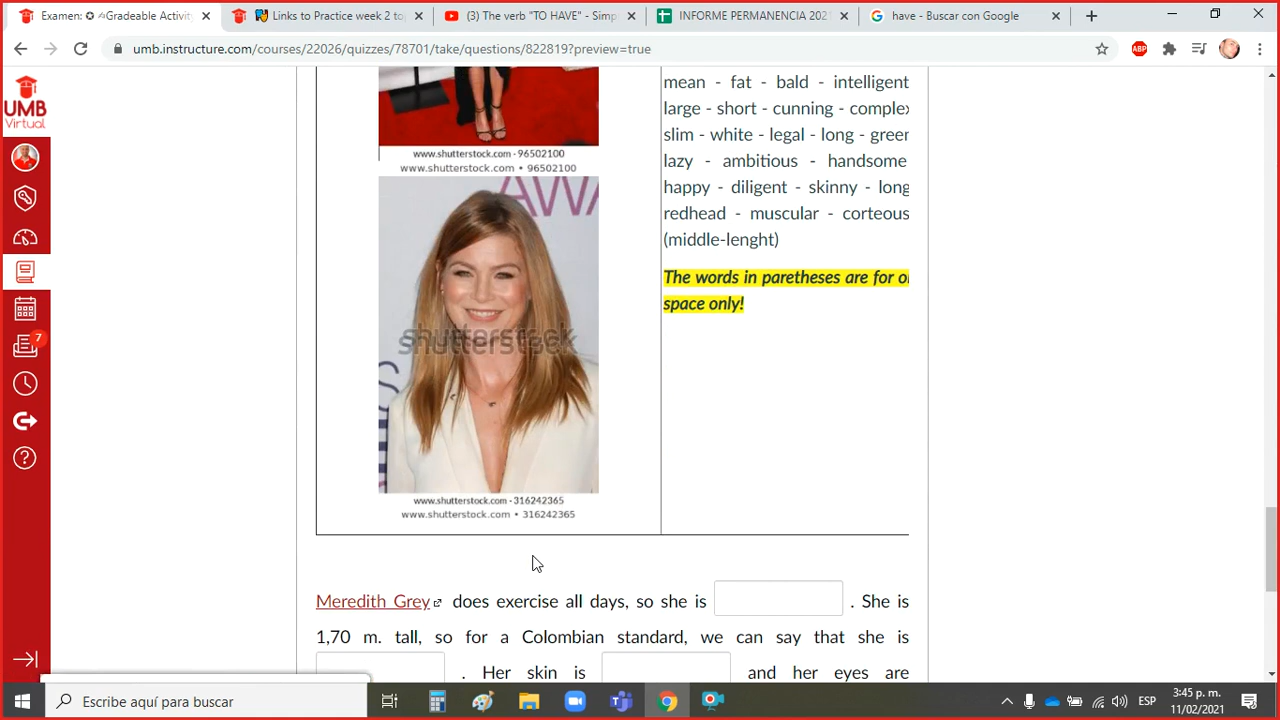 Examen: ✪ ✍Gradeable Activit
Links to Practice week 2 to
(3) The verb "TO HAVE" - Simp
INFORME PERMANENCIA 202
have - Buscar con Google
umb.instructure.com/courses/22026/quizzes/78701/take/questions/822819?preview=true
ABP
UMB
Virtual
7
www.shutterstock.com · 96502100
www.shutterstock.com • 96502100
AWA
shutterstock
www.shutterstock.com · 316242365
www.shutterstock.com • 316242365
mean - fat - bald - intelligent
large - short - cunning - complex
slim - white - legal - long - green
lazy - ambitious - handsome
happy - diligent - skinny - long
redhead - muscular - corteous
(middle-lenght)
The words in paretheses are for o
space only!
Meredith Grey does exercise all days, so she is . She is
1,70 m. tall, so for a Colombian standard, we can say that she is
. Her skin is and her eyes are
Escribe aquí para buscar
ESP
3:45 p. m.
11/02/2021